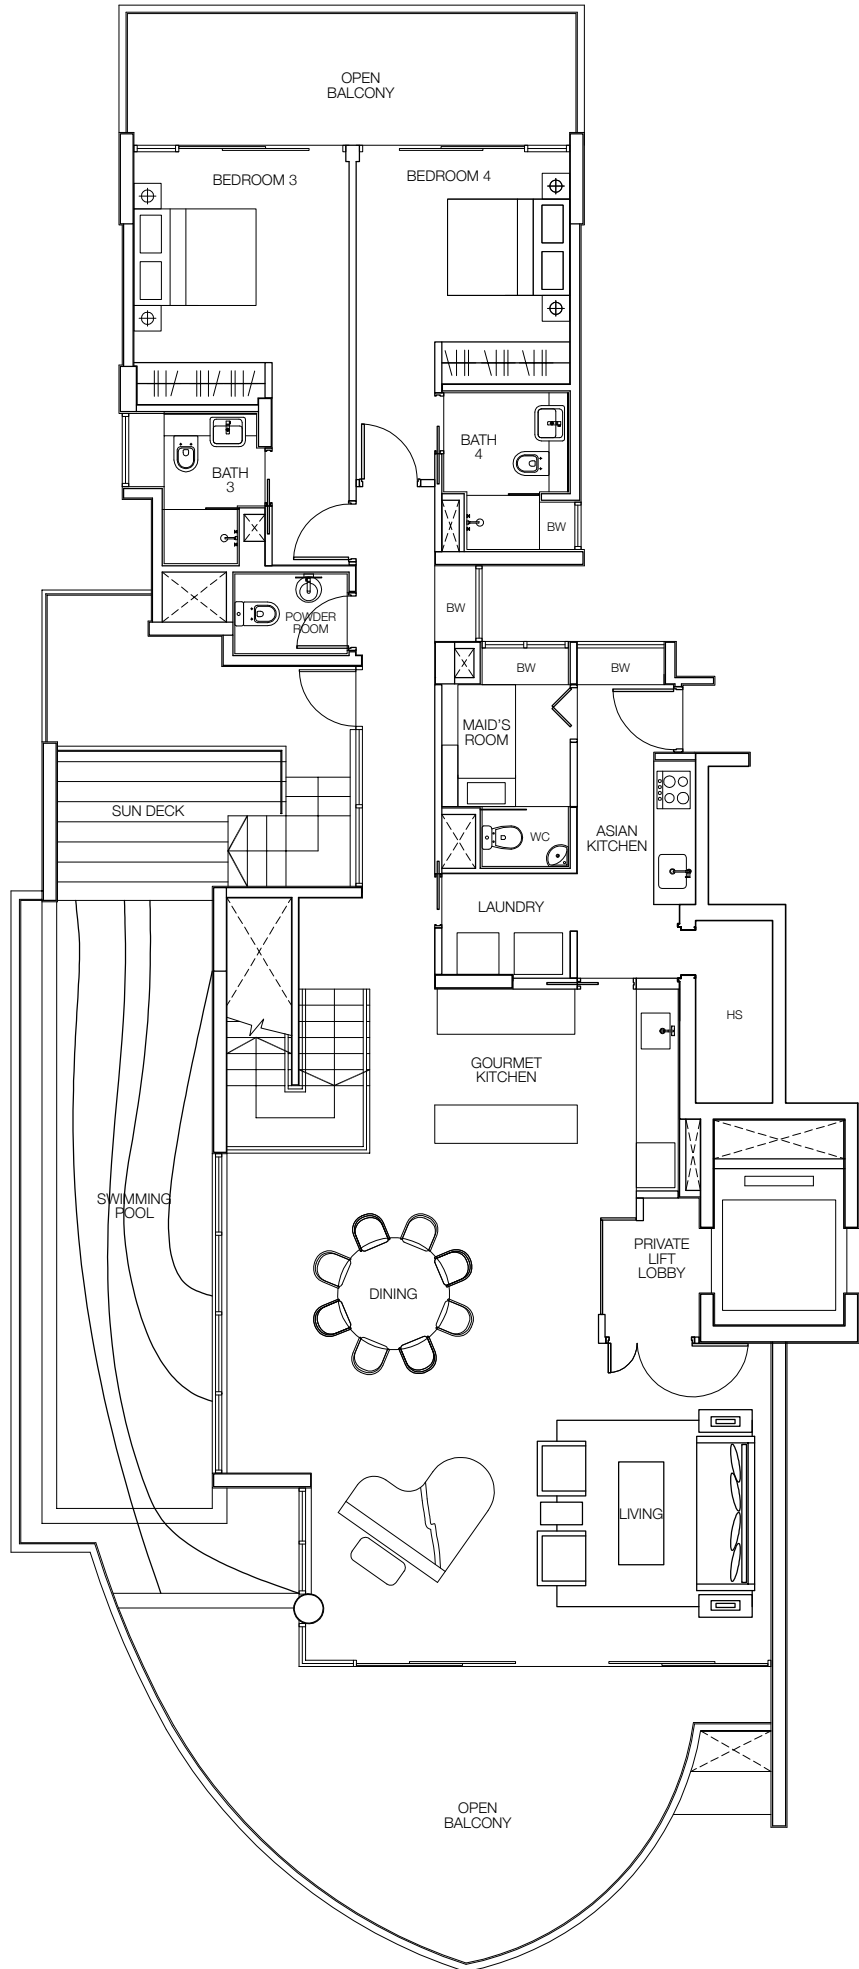 OPEN
BALCONY
BEDROOM 3
BEDROOM 4
BATH
3
BATH
4
BW
POWDER
ROOM
BW
BW
BW
MAID'S
ROOM
SUN DECK
WC
ASIAN
KITCHEN
LAUNDRY
HS
GOURMET
KITCHEN
SWIMMING
POOL
PRIVATE
LIFT
LOBBY
DINING
LIVING
OPEN
BALCONY